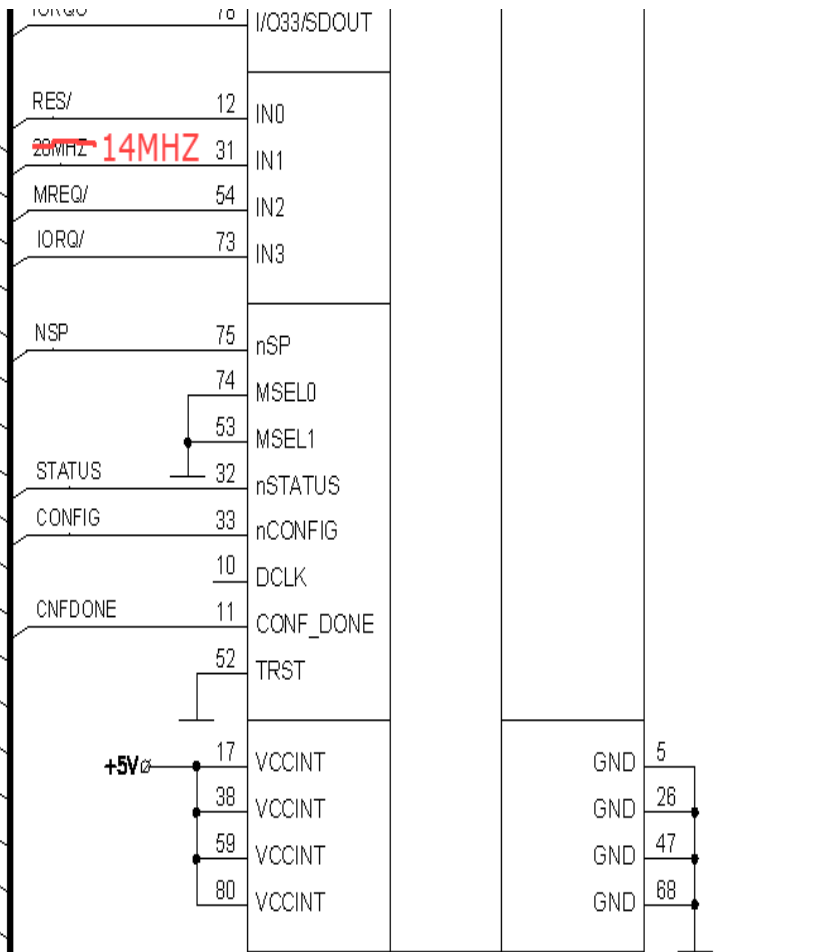 78 I/O33/SDOUT
RES/ 12 IN0
20MHZ 14MHZ 31 IN1
MREQ/ 54 IN2
IORQ/ 73 IN3
NSP 75 nSP
74 MSEL0
53 MSEL1
STATUS 32 nSTATUS
CONFIG 33 nCONFIG
10 DCLK
CNFDONE 11 CONF_DONE
52 TRST
+5V 17 VCCINT GND 5
38 VCCINT GND 26
59 VCCINT GND 47
80 VCCINT GND 68